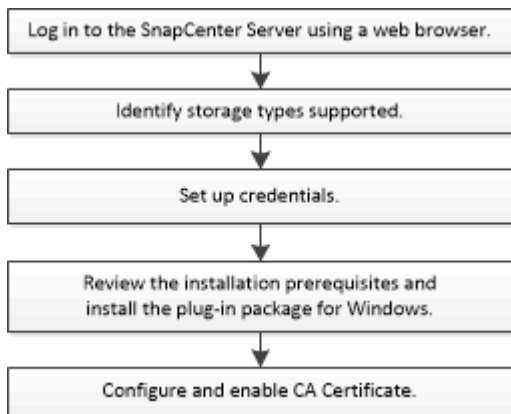 Log in to the SnapCenter Server using a web browser.
Identify storage types supported.
Set up credentials.
Review the installation prerequisites and
install the plug-in package for Windows.
Configure and enable CA Certificate.